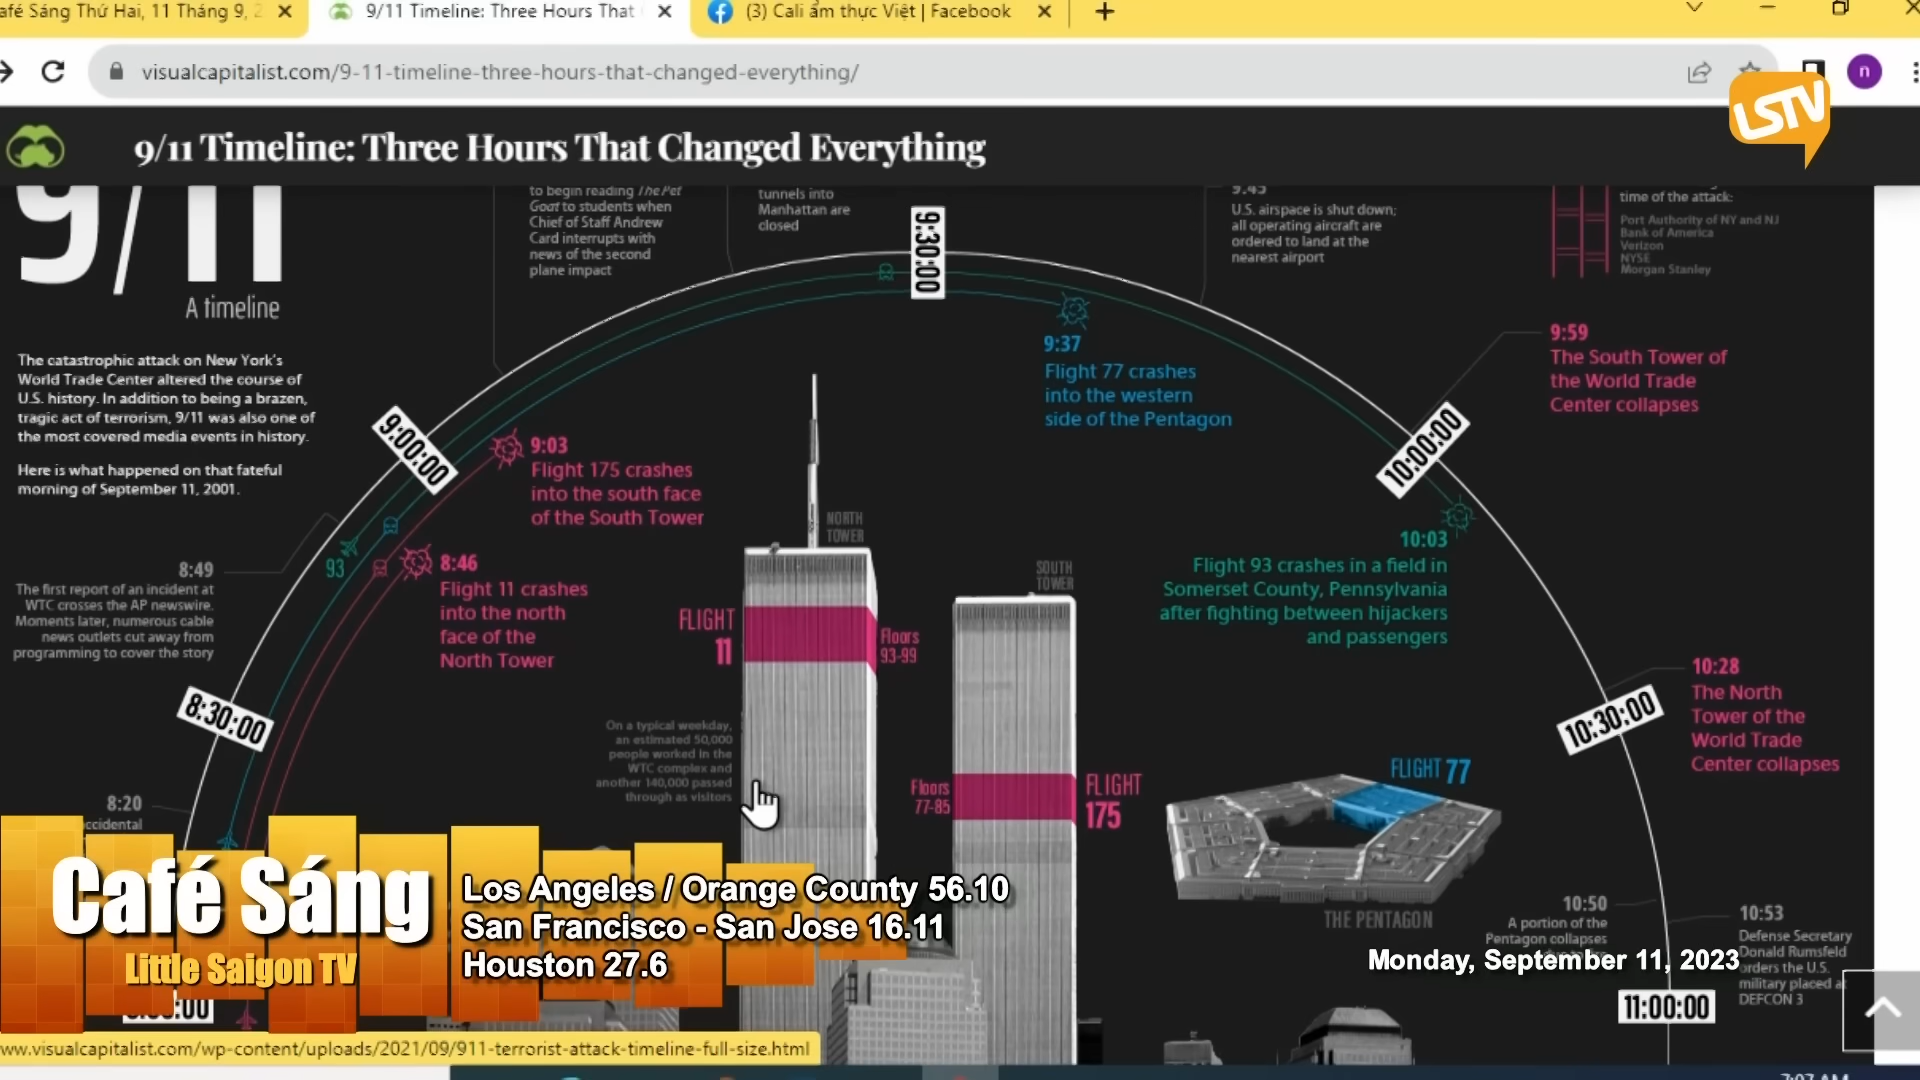 afé Sáng Thứ Hai, 11 Tháng 9, 2
9/11 Timeline: Three Hours That C
(3) Cali ẩm thực Việt | Facebook
visualcapitalist.com/9-11-timeline-three-hours-that-changed-everything/
n
LSTV
9/11 Timeline: Three Hours That Changed Everything
9/11
A timeline
The catastrophic attack on New York's
World Trade Center altered the course of
U.S. history. In addition to being a brazen,
tragic act of terrorism, 9/11 was also one of
the most covered media events in history.
Here is what happened on that fateful
morning of September 11, 2001.
to begin reading The Pet
Goat to students when
Chief of Staff Andrew
Card interrupts with
news of the second
plane impact
tunnels into
Manhattan are
closed
9:30:00
9:45
U.S. airspace is shut down;
all operating aircraft are
ordered to land at the
nearest airport
time of the attack:
Port Authority of NY and NJ
Bank of America
Verizon
NYSE
Morgan Stanley
9:37
Flight 77 crashes
into the western
side of the Pentagon
9:59
The South Tower of
the World Trade
Center collapses
9:00:00
10:00:00
9:03
Flight 175 crashes
into the south face
of the South Tower
93
8:49
The first report of an incident at
WTC crosses the AP newswire.
Moments later, numerous cable
news outlets cut away from
programming to cover the story
8:46
Flight 11 crashes
into the north
face of the
North Tower
NORTH
TOWER
SOUTH
TOWER
10:03
Flight 93 crashes in a field in
Somerset County, Pennsylvania
after fighting between hijackers
and passengers
FLIGHT
11
Floors
93-99
8:30:00
10:30:00
10:28
The North
Tower of the
World Trade
Center collapses
On a typical weekday,
an estimated 50,000
people worked in the
WTC complex and
another 140,000 passed
through as visitors
Floors
77-85
FLIGHT
175
FLIGHT 77
THE PENTAGON
8:20
ccidental
10:50
A portion of the
Pentagon collapses
10:53
Defense Secretary
Donald Rumsfeld
orders the U.S.
military placed at
DEFCON 3
11:00:00
Café Sáng
Little Saigon TV
Los Angeles / Orange County 56.10
San Francisco - San Jose 16.11
Houston 27.6
Monday, September 11, 2023
ww.visualcapitalist.com/wp-content/uploads/2021/09/911-terrorist-attack-timeline-full-size.html